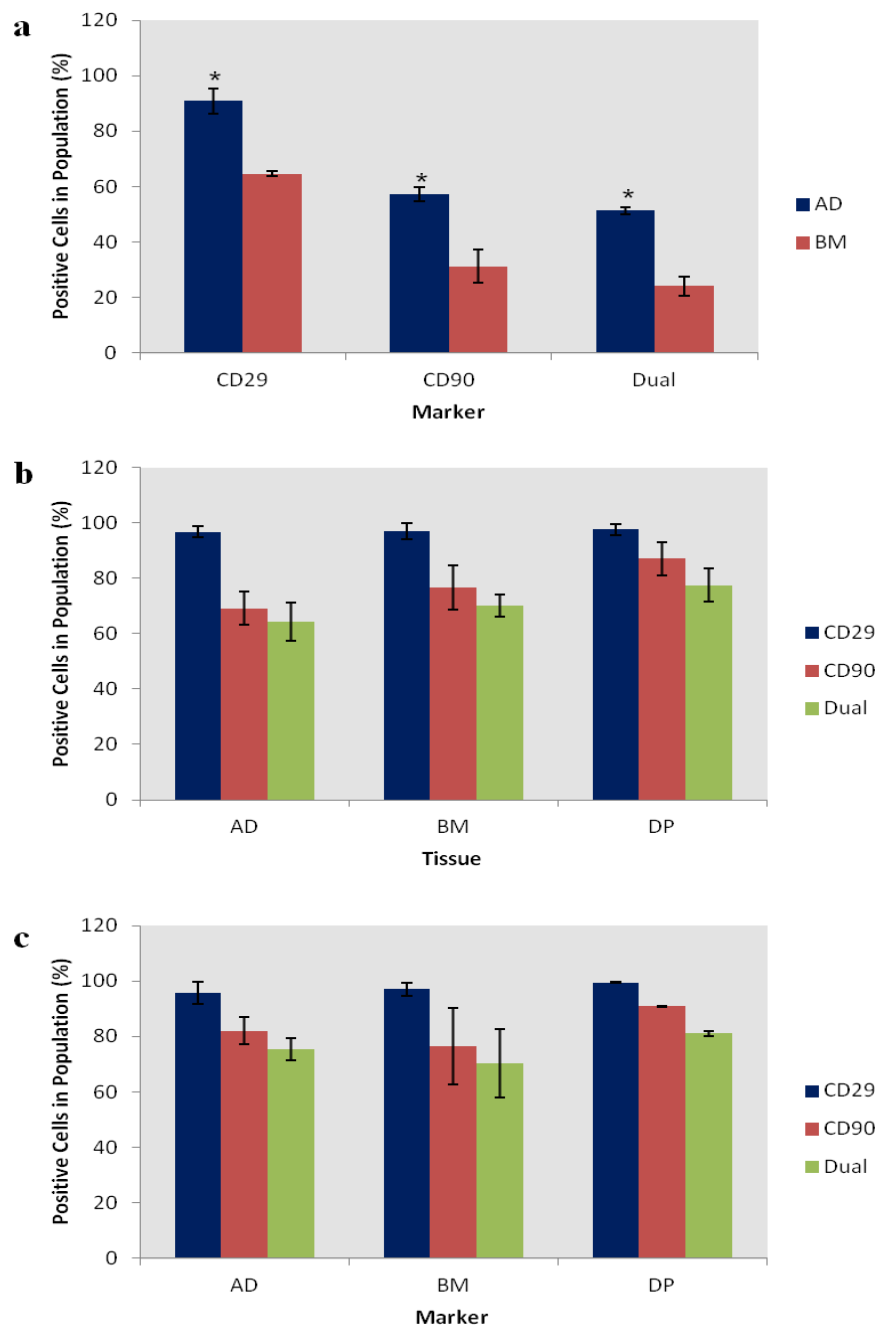 a
Positive Cells in Population (%)
120
100
80
60
40
20
0
*
*
*
CD29
CD90
Dual
Marker
AD
BM
b
Positive Cells in Population (%)
120
100
80
60
40
20
0
AD
BM
DP
Tissue
CD29
CD90
Dual
c
Positive Cells in Population (%)
120
100
80
60
40
20
0
AD
BM
DP
Marker
CD29
CD90
Dual